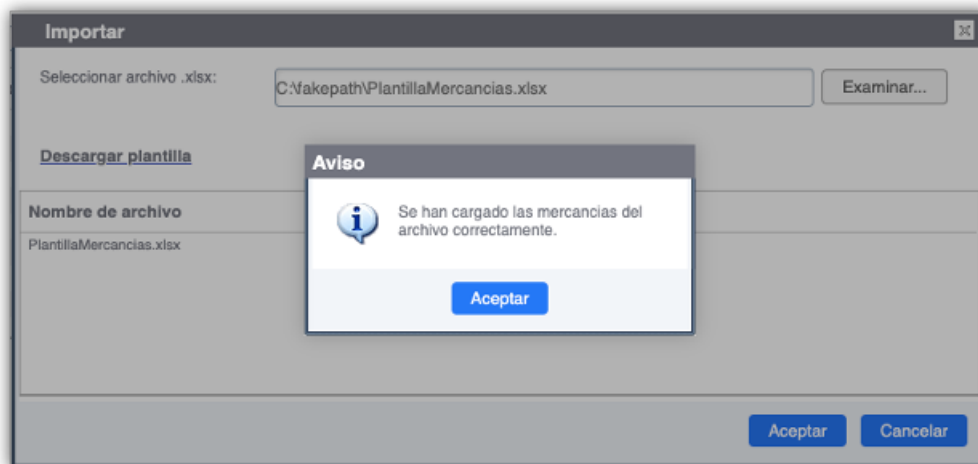 Importar
Seleccionar archivo .xlsx:
C:\fakepath\PlantillaMercancias.xlsx
Examinar...
Descargar plantilla
Aviso
Se han cargado las mercancias del
archivo correctamente.
Aceptar
Nombre de archivo
PlantillaMercancias.xlsx
Aceptar
Cancelar